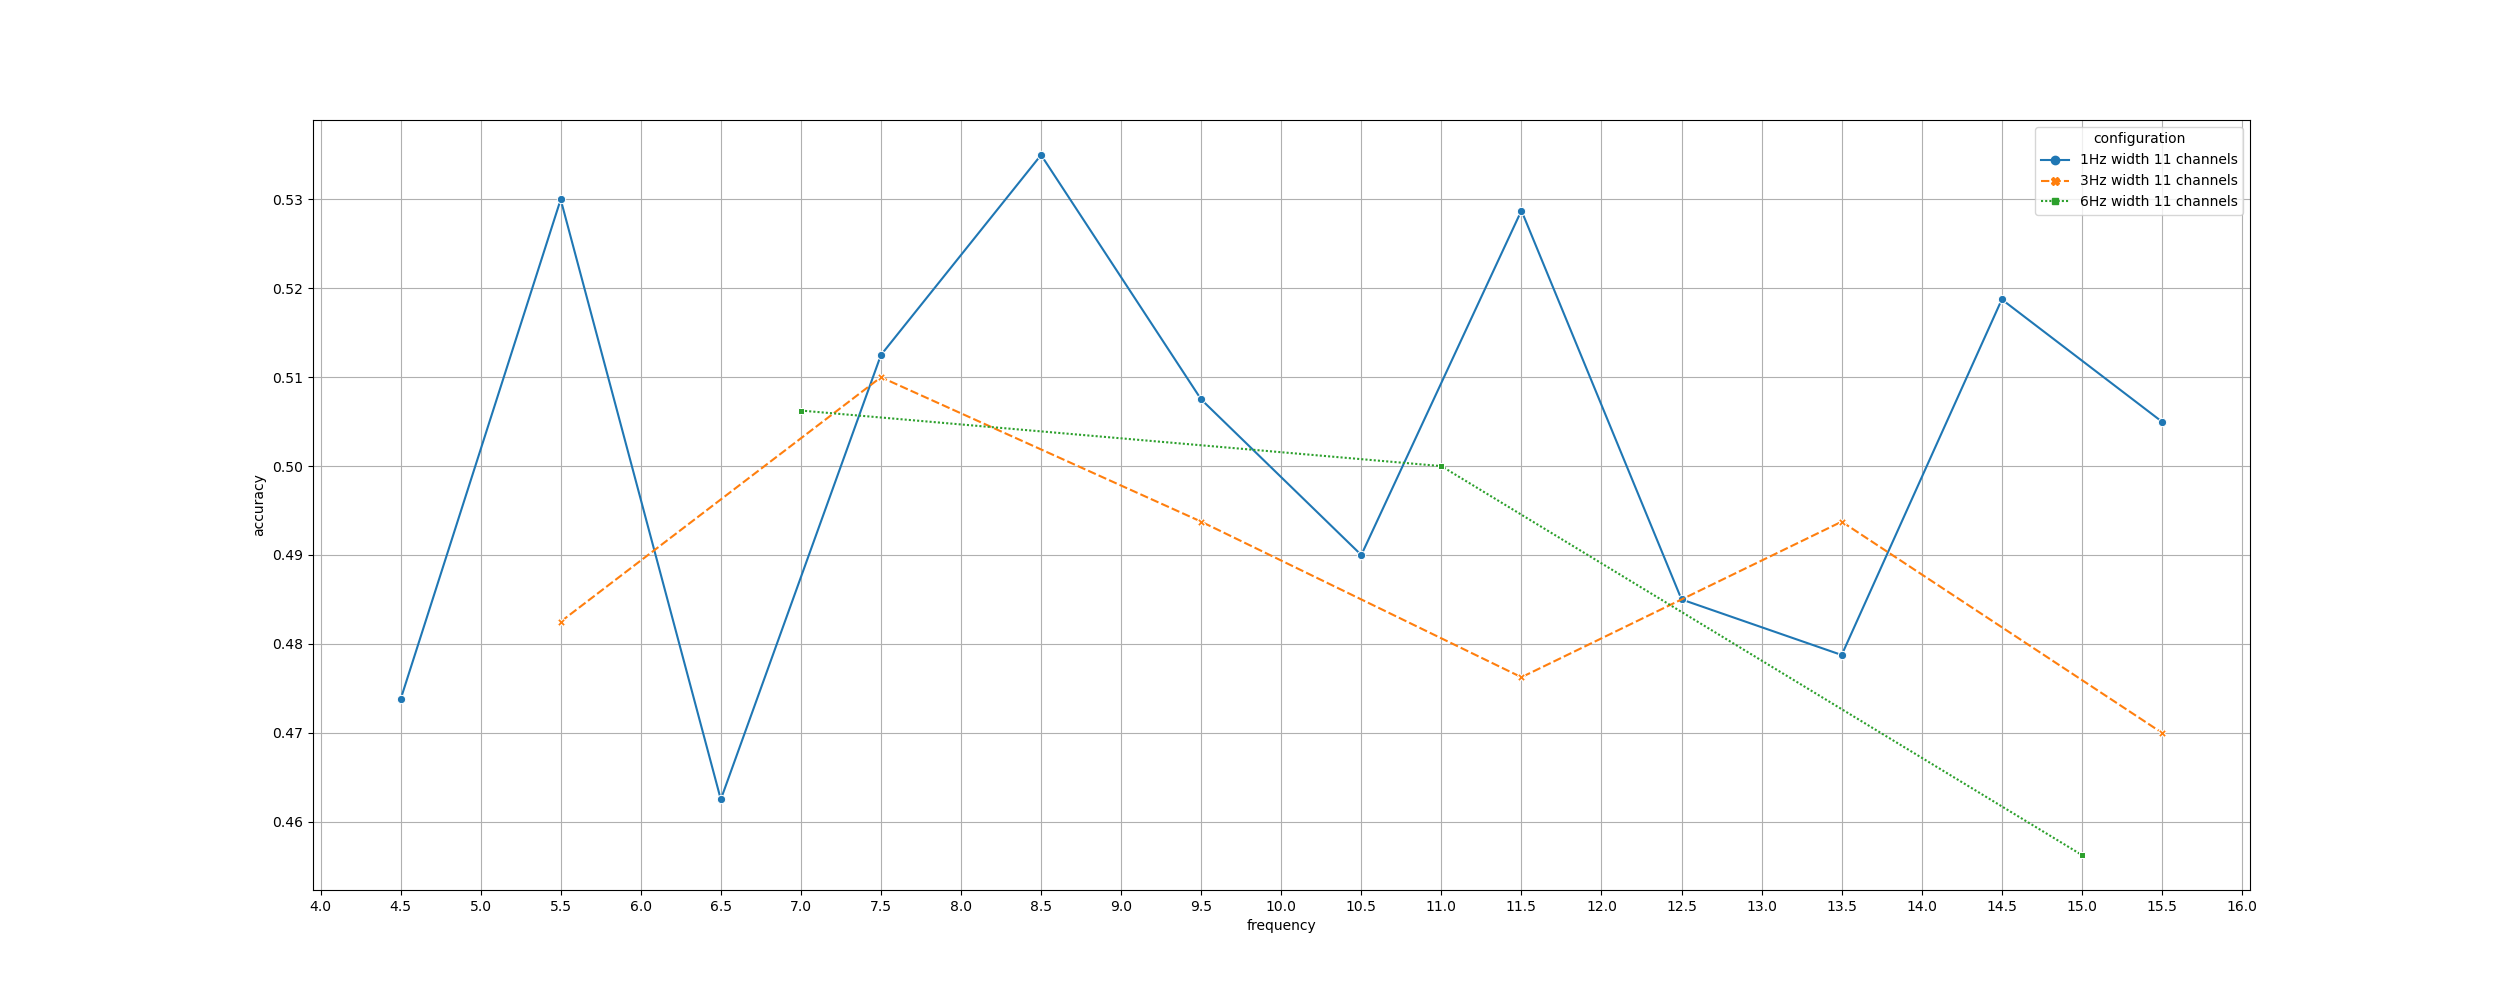 configuration
1Hz width 11 channels
3Hz width 11 channels
6Hz width 11 channels
0.53
0.52
0.51
0.50
0.49
0.48
0.47
0.46
accuracy
4.0 4.5 5.0 5.5 6.0 6.5 7.0 7.5 8.0 8.5 9.0 9.5 10.0 10.5 11.0 11.5 12.0 12.5 13.0 13.5 14.0 14.5 15.0 15.5 16.0
frequency